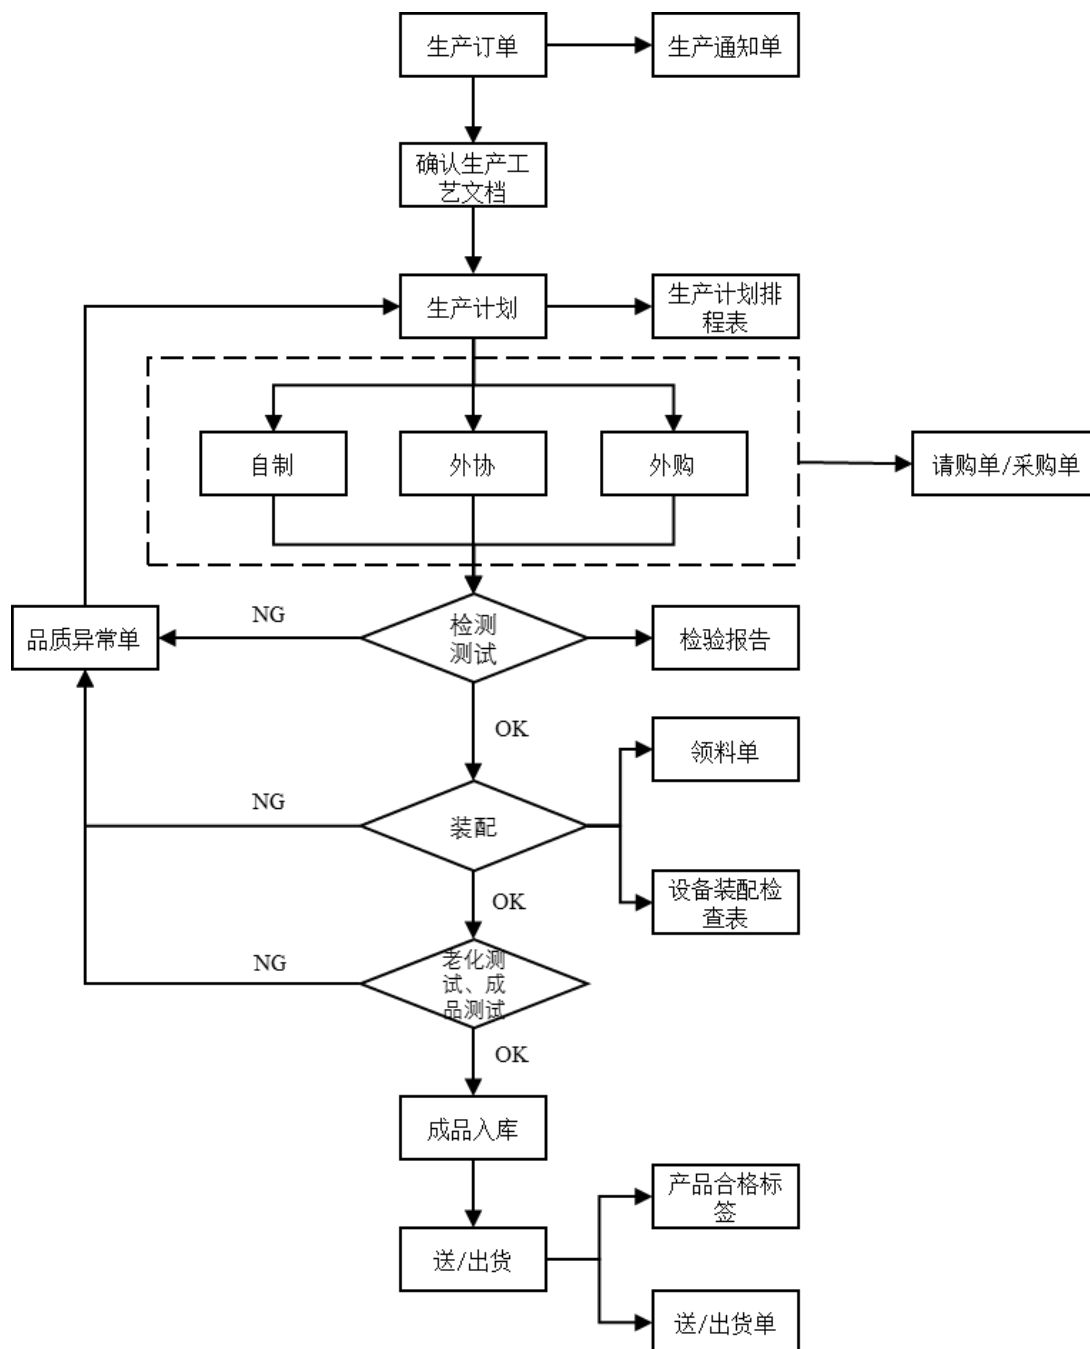 生产订单
生产通知单
确认生产工
艺文档
生产计划
生产计划排
程表
自制
外协
外购
请购单/采购单
NG
品质异常单
检测
测试
检验报告
OK
领料单
NG
装配
设备装配检
查表
OK
NG
老化测
试、成
品测试
OK
成品入库
产品合格标
签
送/出货
送/出货单